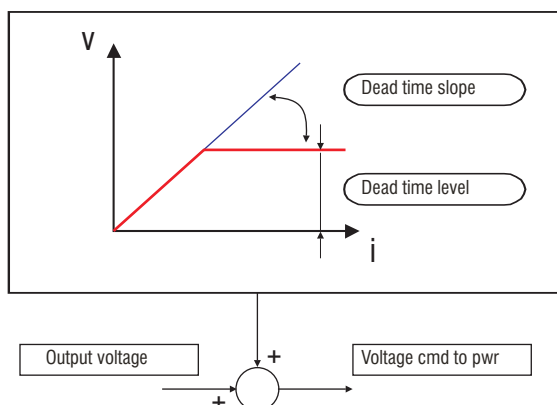 v
Dead time slope
Dead time level
i
Output voltage
+
Voltage cmd to pwr
+